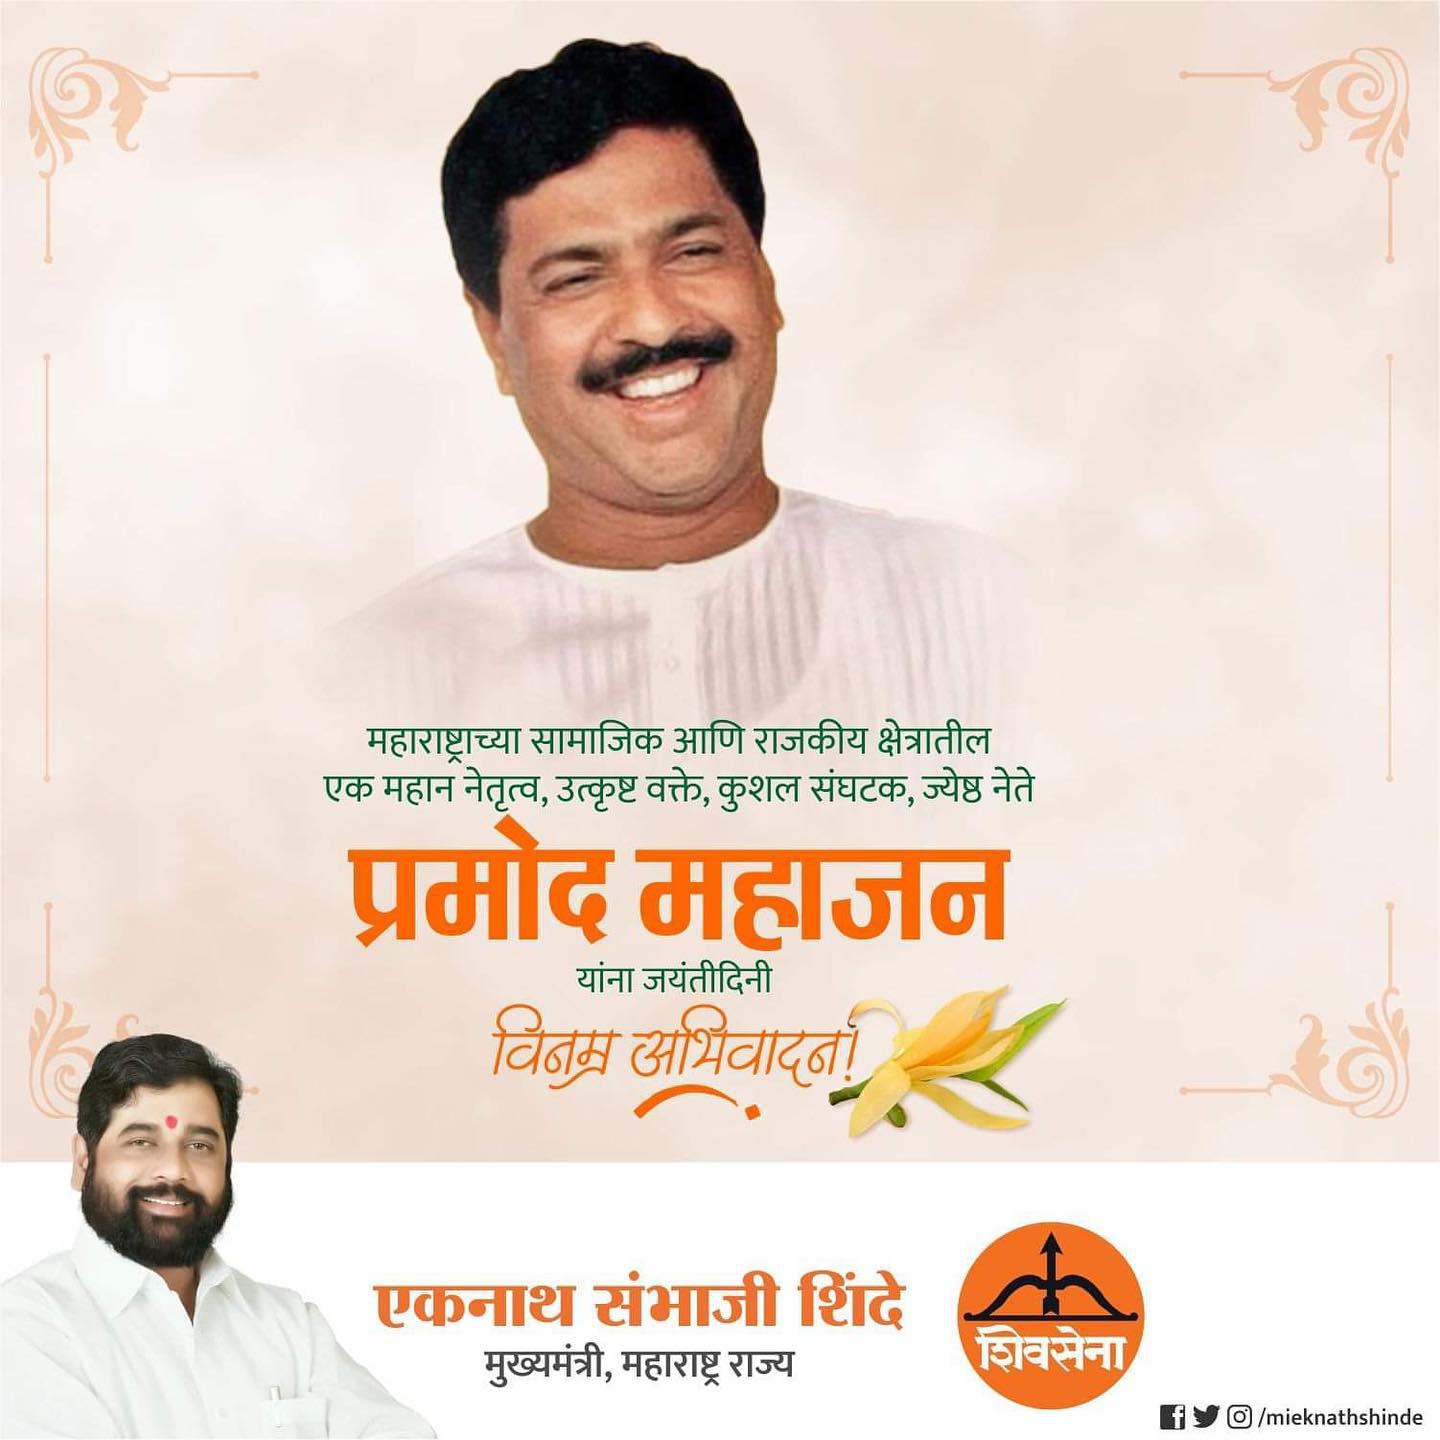 महाराष्ट्राच्या सामाजिक आणि राजकीय क्षेत्रातील
एक महान नेतृत्व, उत्कृष्ट वक्ते, कुशल संघटक, ज्येष्ठ नेते
प्रमोद महाजन
यांना जयंतीदिनी
विनम्र अभिवादन!
एकनाथ संभाजी शिंदे
मुख्यमंत्री, महाराष्ट्र राज्य
शिवसेना
/mieknathshinde